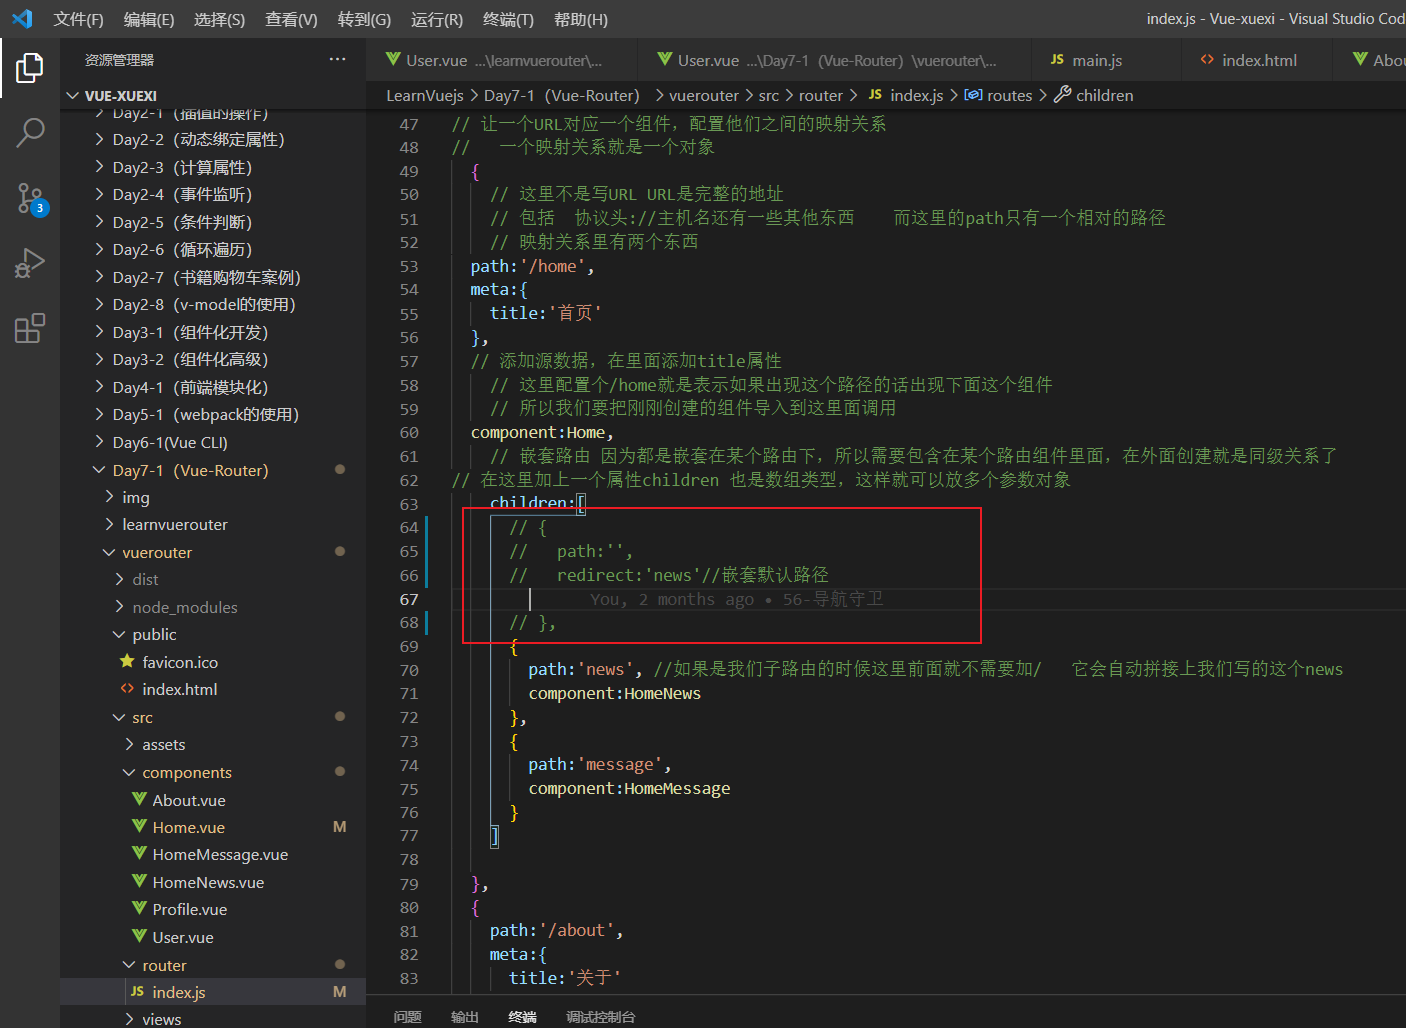 文件(F) 编辑(E) 选择(S) 查看(V) 转到(G) 运行(R) 终端(T) 帮助(H) index.js - Vue-xuexi - Visual Studio Cod
资源管理器 ···
User.vue ...\learnvuerouter\...
User.vue ...\Day7-1（Vue-Router）\vuerouter\...
JS main.js
index.html
Abou
VUE-XUEXI
LearnVuejs > Day7-1（Vue-Router） > vuerouter > src > router > JS index.js > routes > children
3
Day2-1（插值的操作）
Day2-2（动态绑定属性）
Day2-3（计算属性）
Day2-4（事件监听）
Day2-5（条件判断）
Day2-6（循环遍历）
Day2-7（书籍购物车案例）
Day2-8（v-model的使用）
Day3-1（组件化开发）
Day3-2（组件化高级）
Day4-1（前端模块化）
Day5-1（webpack的使用）
Day6-1(Vue CLI)
Day7-1（Vue-Router）
img
learnvuerouter
vuerouter
dist
node_modules
public
favicon.ico
index.html
src
assets
components
About.vue
Home.vue M
HomeMessage.vue
HomeNews.vue
Profile.vue
User.vue
router
JS index.js M
views
47 // 让一个URL对应一个组件，配置他们之间的映射关系
48 //   一个映射关系就是一个对象
49 {
50 // 这里不是写URL URL是完整的地址
51 // 包括  协议头://主机名还有一些其他东西    而这里的path只有一个相对的路径
52 // 映射关系里有两个东西
53 path:'/home',
54 meta:{
55 title:'首页'
56 },
57 // 添加源数据，在里面添加title属性
58 // 这里配置个/home就是表示如果出现这个路径的话出现下面这个组件
59 // 所以我们要把刚刚创建的组件导入到这里面调用
60 component:Home,
61 // 嵌套路由 因为都是嵌套在某个路由下，所以需要包含在某个路由组件里面，在外面创建就是同级关系了
62 // 在这里加上一个属性children 也是数组类型，这样就可以放多个参数对象
63 children:[
64 // {
65 //   path:'',
66 //   redirect:'news'//嵌套默认路径
67 You, 2 months ago • 56-导航守卫
68 // },
69 {
70 path:'news', //如果是我们子路由的时候这里前面就不需要加/   它会自动拼接上我们写的这个news
71 component:HomeNews
72 },
73 {
74 path:'message',
75 component:HomeMessage
76 }
77 ]
78
79 },
80 {
81 path:'/about',
82 meta:{
83 title:'关于'
问题 输出 终端 调试控制台